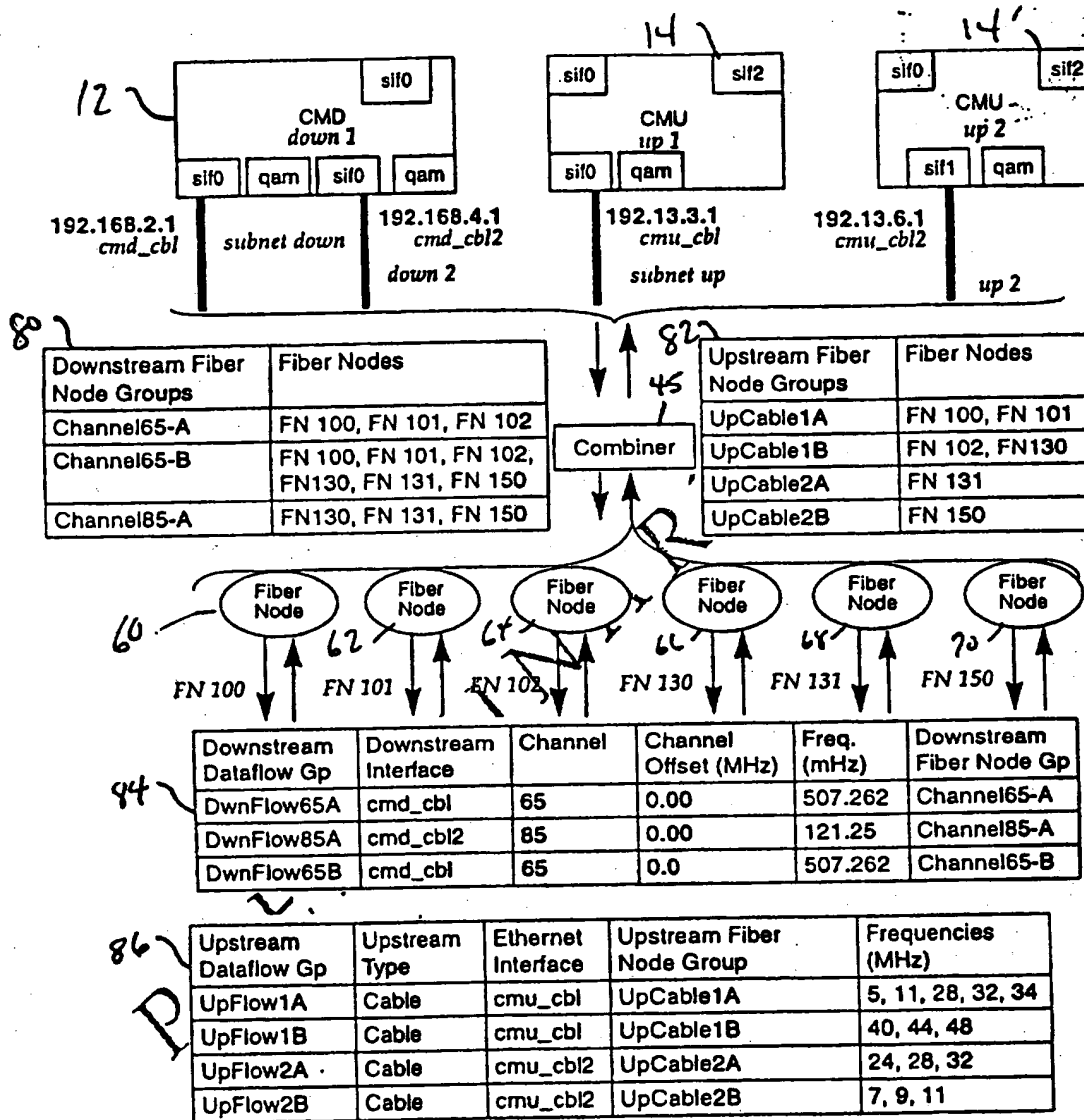 14 14'
12
sif0
CMD
down 1
sif0 qam sif0 qam
sif0 sif2
CMU
up 1
sif0 qam
sif0 sif2
CMU
up 2
sif1 qam
192.168.2.1
cmd_cbl
subnet down
192.168.4.1
cmd_cbl2
down 2
192.13.3.1
cmu_cbl
subnet up
192.13.6.1
cmu_cbl2
up 2
80
Downstream Fiber Node Groups Fiber Nodes
Channel65-A FN 100, FN 101, FN 102
Channel65-B FN 100, FN 101, FN 102,
FN130, FN 131, FN 150
Channel85-A FN130, FN 131, FN 150
45
Combiner
82
Upstream Fiber Node Groups Fiber Nodes
UpCable1A FN 100, FN 101
UpCable1B FN 102, FN130
UpCable2A FN 131
UpCable2B FN 150
Fiber Node Fiber Node Fiber Node Fiber Node Fiber Node Fiber Node
60 62 64 66 68 70
FN 100 FN 101 FN 102 FN 130 FN 131 FN 150
84
Downstream Dataflow Gp Downstream Interface Channel Channel Offset (MHz) Freq. (mHz) Downstream Fiber Node Gp
DwnFlow65A cmd_cbl 65 0.00 507.262 Channel65-A
DwnFlow85A cmd_cbl2 85 0.00 121.25 Channel85-A
DwnFlow65B cmd_cbl 65 0.0 507.262 Channel65-B
86
Upstream Dataflow Gp Upstream Type Ethernet Interface Upstream Fiber Node Group Frequencies (MHz)
UpFlow1A Cable cmu_cbl UpCable1A 5, 11, 28, 32, 34
UpFlow1B Cable cmu_cbl UpCable1B 40, 44, 48
UpFlow2A Cable cmu_cbl2 UpCable2A 24, 28, 32
UpFlow2B Cable cmu_cbl2 UpCable2B 7, 9, 11